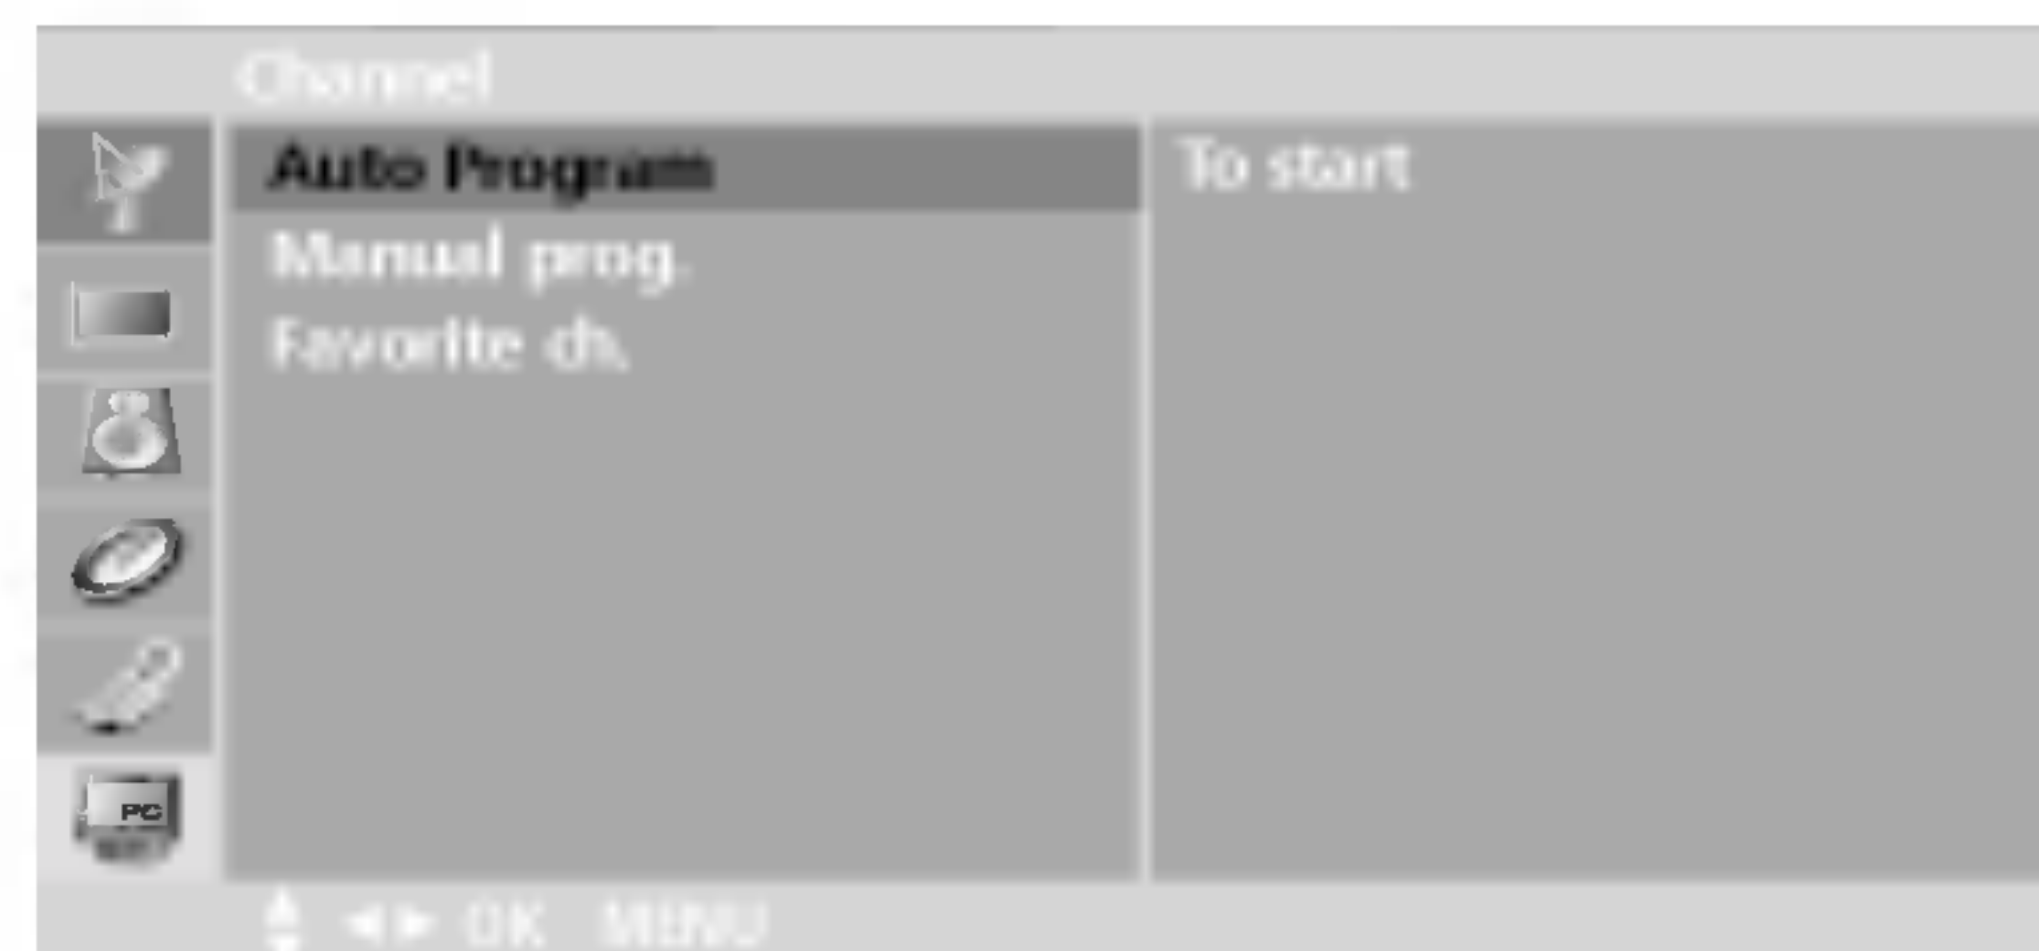 Channel
Auto Program To start
Manual prog.
Favorite ch.
PC
OK MENU